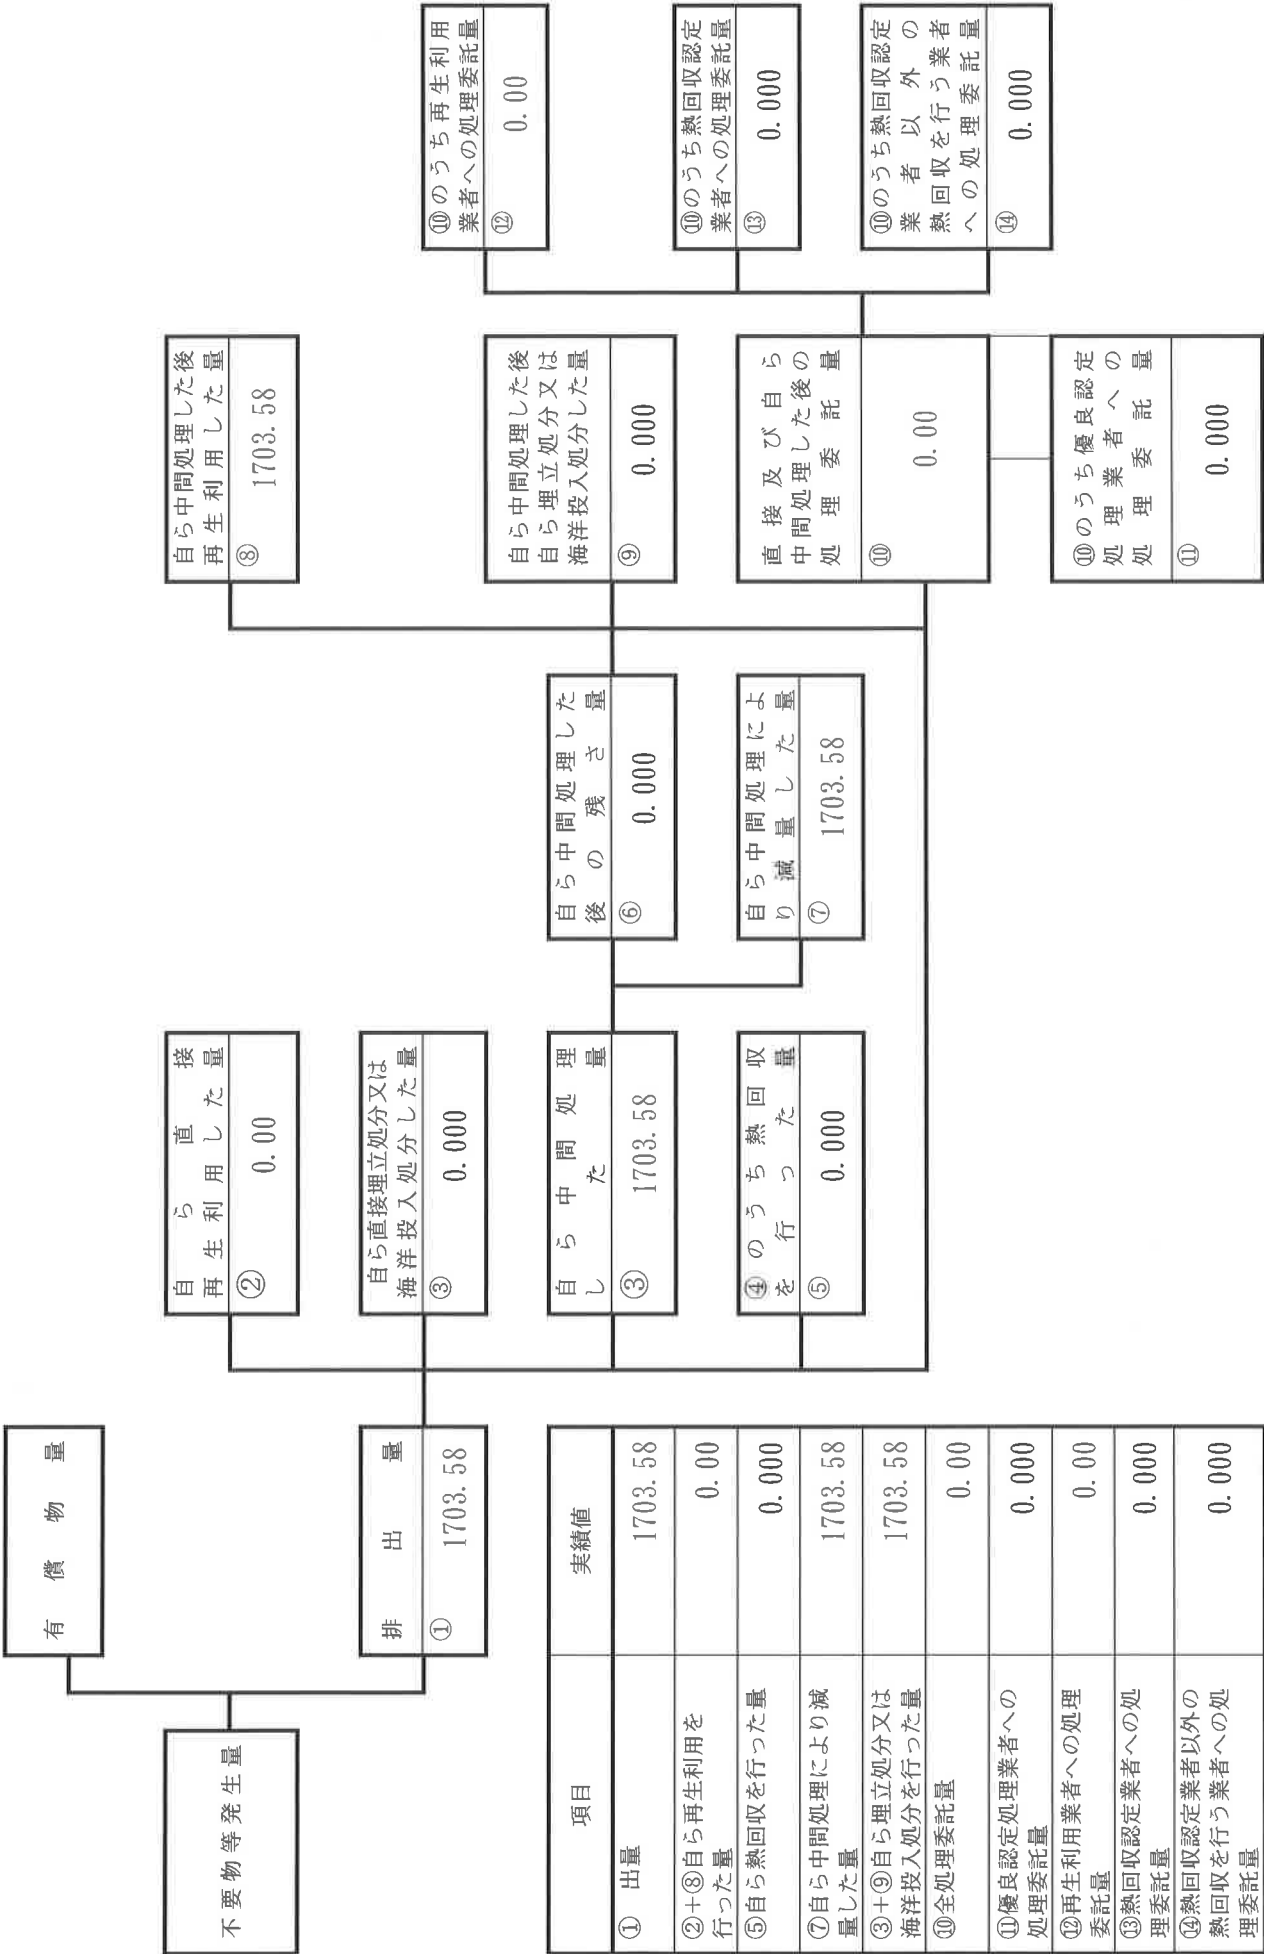 不要物等発生量
有償物量
排出量
① 1703.58
自ら直接
再生利用した量
② 0.00
自ら直接埋立処分又は
海洋投入処分した量
③ 0.000
自ら中間処理
した量
③ 1703.58
④のうち熱回収
を行った量
⑤ 0.000
自ら中間処理した
後の残さ量
⑥ 0.000
自ら中間処理によ
り減量した量
⑦ 1703.58
自ら中間処理した後
再生利用した量
⑧ 1703.58
自ら中間処理した後
自ら埋立処分又は
海洋投入処分した量
⑨ 0.000
直接及び自ら
中間処理した後の
処理委託量
⑩ 0.00
⑩のうち優良認定
処理業者への
処理委託量
⑪ 0.000
⑩のうち再生利用
業者への処理委託量
⑫ 0.00
⑩のうち熱回収認定
業者への処理委託量
⑬ 0.000
⑩のうち熱回収認定
業者以外の
熱回収を行う業者
への処理委託量
⑭ 0.000
項目 実績値
① 出量 1703.58
②+⑧自ら再生利用を
行った量 0.00
⑤自ら熱回収を行った量 0.000
⑦自ら中間処理により減
量した量 1703.58
③+⑨自ら埋立処分又は
海洋投入処分を行った量 1703.58
⑩全処理委託量 0.00
⑪優良認定処理業者への
処理委託量 0.000
⑫再生利用業者への処理
委託量 0.00
⑬熱回収認定業者への処
理委託量 0.000
⑭熱回収認定業者以外の
熱回収を行う業者への処
理委託量 0.000